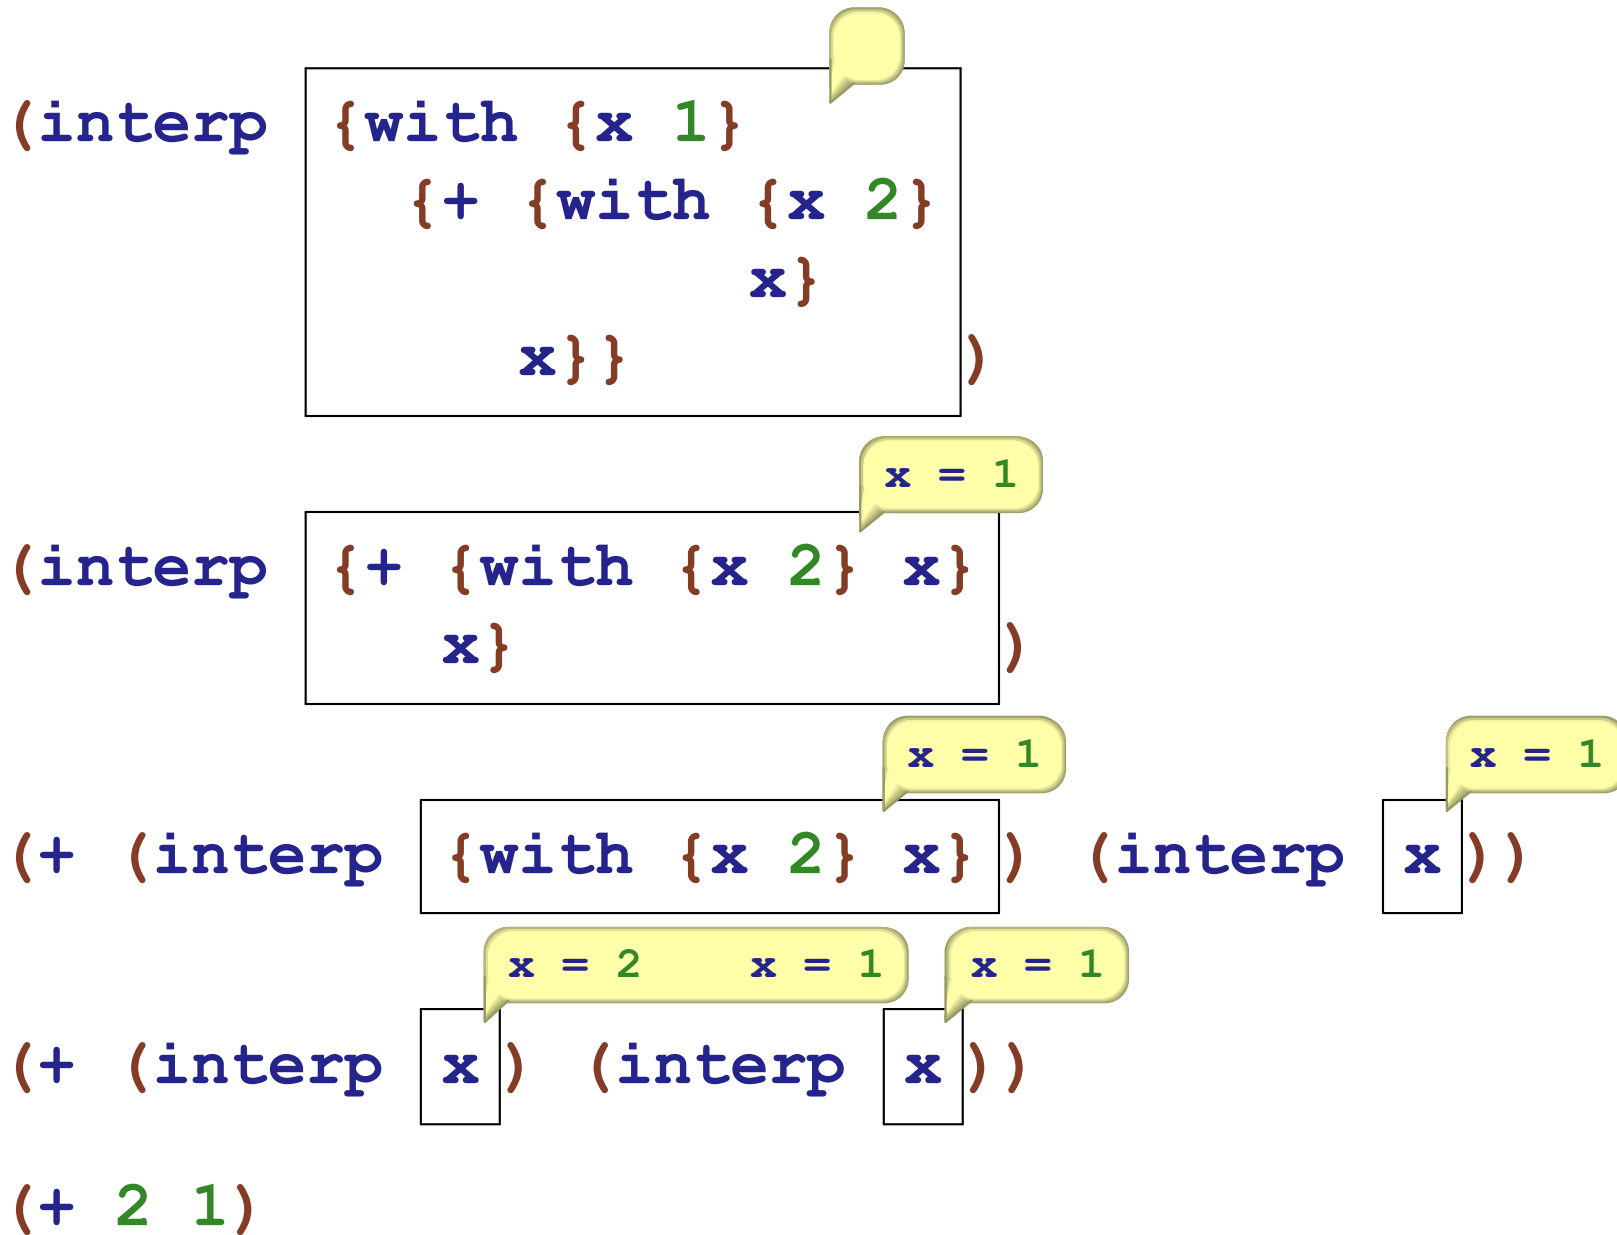 (interp {with {x 1}
{+ {with {x 2}
x}
x}} )
x = 1
(interp {+ {with {x 2} x}
x} )
x = 1 x = 1
(+ (interp {with {x 2} x} ) (interp x ))
x = 2 x = 1 x = 1
(+ (interp x ) (interp x ))
(+ 2 1)